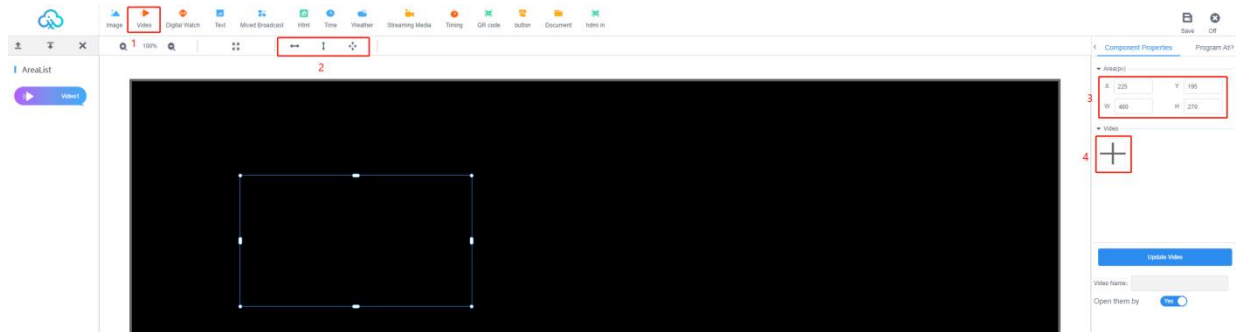 Image Video Digital Watch Text Mixed Broadcast Html Time Weather Streaming Media Timing QR code button Document hdmi in
Save Off
1 100%
2
Component Properties Program Att
AreaList
Area(px)
Video1
X 225 Y 195
3
W 480 H 270
Video
4
Update Video
Video Name:
Open them by Yes